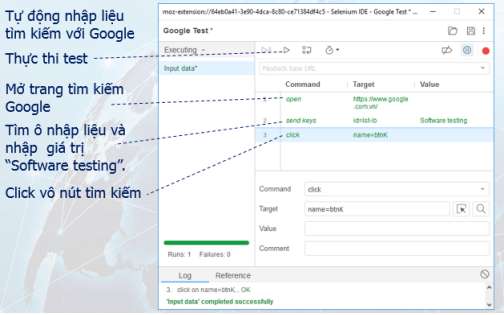 Tự động nhập liệu
tìm kiếm với Google
Thực thi test
Mở trang tìm kiếm
Google
Tìm ô nhập liệu và
nhập giá trị
“Software testing”.
Click vô nút tìm kiếm
moz-extension://64eb0a41-3e90-4dca-8c80-ce71384df4c5 - Selenium IDE - Google Test* ...
Google Test*
Executing
Input data*
Playback base URL
Command Target Value
1 open https://www.google
.com.vn/
2 send keys id=lst-ib Software testing
3 click name=btnK
Command click
Target name=btnK
Value
Comment
Runs: 1 Failures: 0
Log Reference
3. click on name=btnK... OK
'Input data' completed successfully